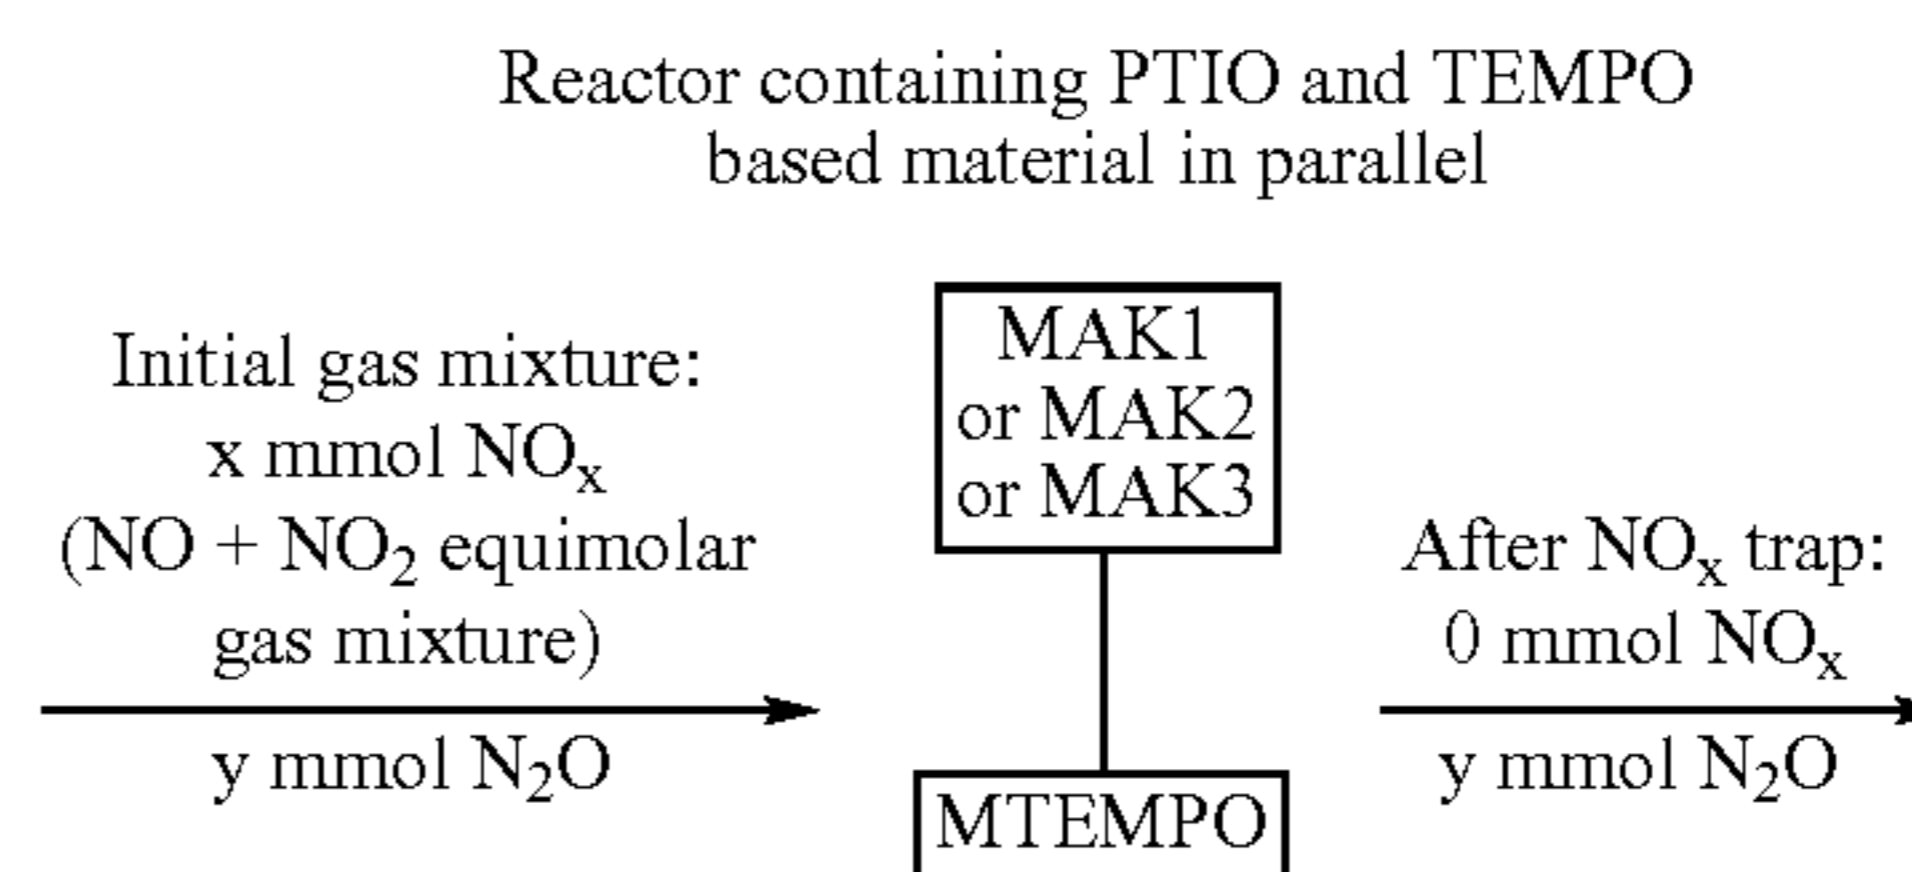 Reactor containing PTIO and TEMPO
based material in parallel
Initial gas mixture:
x mmol NOₓ
(NO + NO₂ equimolar
gas mixture)
y mmol N₂O
MAK1
or MAK2
or MAK3
MTEMPO
After NOₓ trap:
0 mmol NOₓ
y mmol N₂O